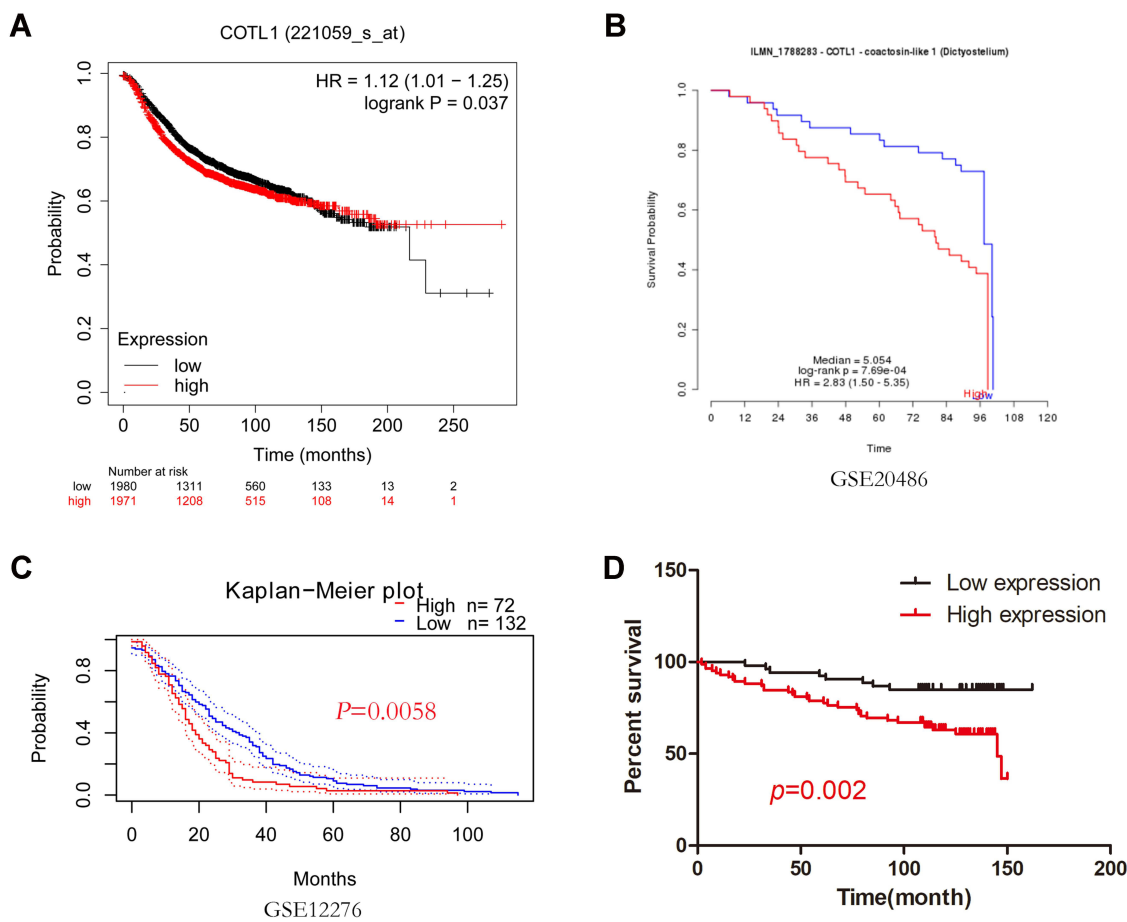 A
COTL1 (221059_s_at)
HR = 1.12 (1.01 − 1.25)
logrank P = 0.037
Probability
1.0
0.8
0.6
0.4
0.2
0.0
Expression
low
high
0 50 100 150 200 250
Time (months)
Number at risk
low 1980 1311 560 133 13 2
high 1971 1208 515 108 14 1
B
ILMN_1788283 - COTL1 - coactosin-like 1 (Dictyostelium)
Survival Probability
1.0
0.8
0.6
0.4
0.2
0.0
Median = 5.054
log-rank p = 7.69e-04
HR = 2.83 (1.50 - 5.35)
High
Low
0 12 24 36 48 60 72 84 96 108 120
Time
GSE20486
C
Kaplan−Meier plot
High n= 72
Low n= 132
Probability
0.8
0.4
0.0
P=0.0058
0 20 40 60 80 100
Months
GSE12276
D
Low expression
High expression
Percent survival
150
100
50
0
p=0.002
0 50 100 150 200
Time(month)